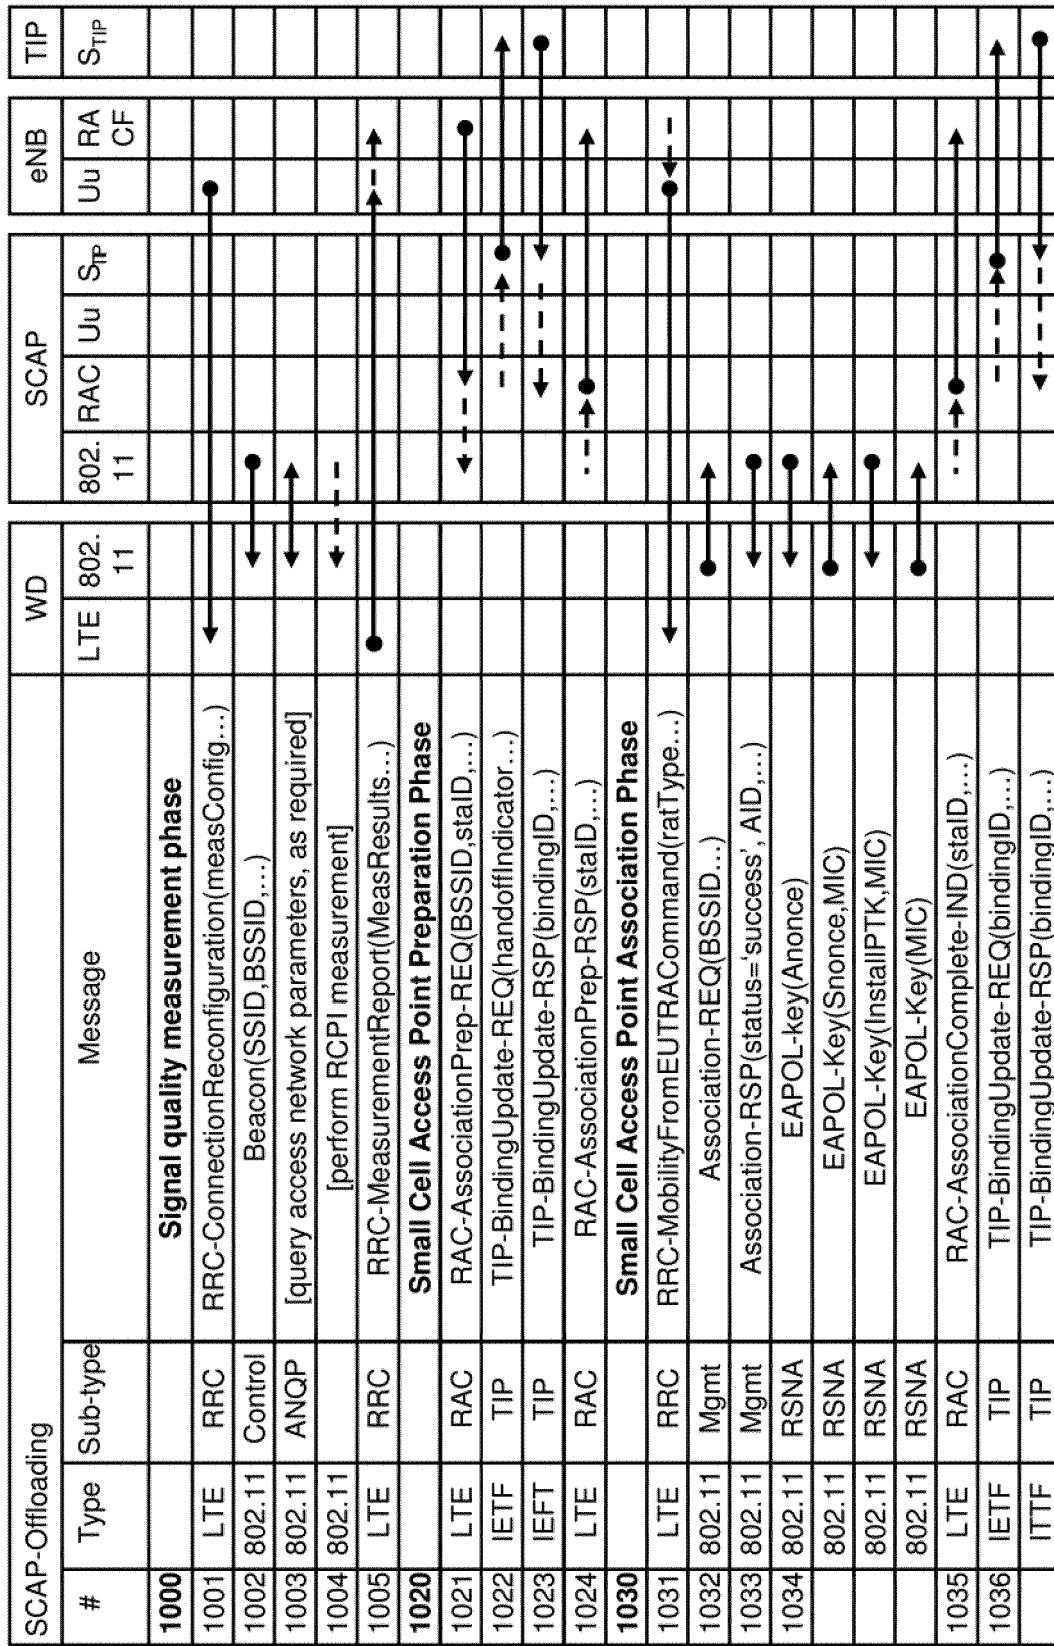 SCAP-Offloading WD SCAP eNB TIP
# Type Sub-type Message LTE 802.11 802.11 RAC Uu STIP Uu RACF STIP
1000 Signal quality measurement phase
1001 LTE RRC RRC-ConnectionReconfiguration(measConfig…)
1002 802.11 Control Beacon(SSID,BSSID,…)
1003 802.11 ANQP [query access network parameters, as required]
1004 802.11 [perform RCPI measurement]
1005 LTE RRC RRC-MeasurementReport(MeasResults…)
1020 Small Cell Access Point Preparation Phase
1021 LTE RAC RAC-AssociationPrep-REQ(BSSID,staID,…)
1022 IETF TIP TIP-BindingUpdate-REQ(handoffIndicator…)
1023 IEFT TIP TIP-BindingUpdate-RSP(bindingID,…)
1024 LTE RAC RAC-AssociationPrep-RSP(staID,…)
1030 Small Cell Access Point Association Phase
1031 LTE RRC RRC-MobilityFromEUTRACommand(ratType…)
1032 802.11 Mgmt Association-REQ(BSSID…)
1033 802.11 Mgmt Association-RSP(status='success', AID,…)
1034 802.11 RSNA EAPOL-key(Anonce)
802.11 RSNA EAPOL-Key(Snonce,MIC)
802.11 RSNA EAPOL-Key(InstallPTK,MIC)
802.11 RSNA EAPOL-Key(MIC)
1035 LTE RAC RAC-AssociationComplete-IND(staID,…)
1036 IETF TIP TIP-BindingUpdate-REQ(bindingID,…)
ITTF TIP TIP-BindingUpdate-RSP(bindingID,…)